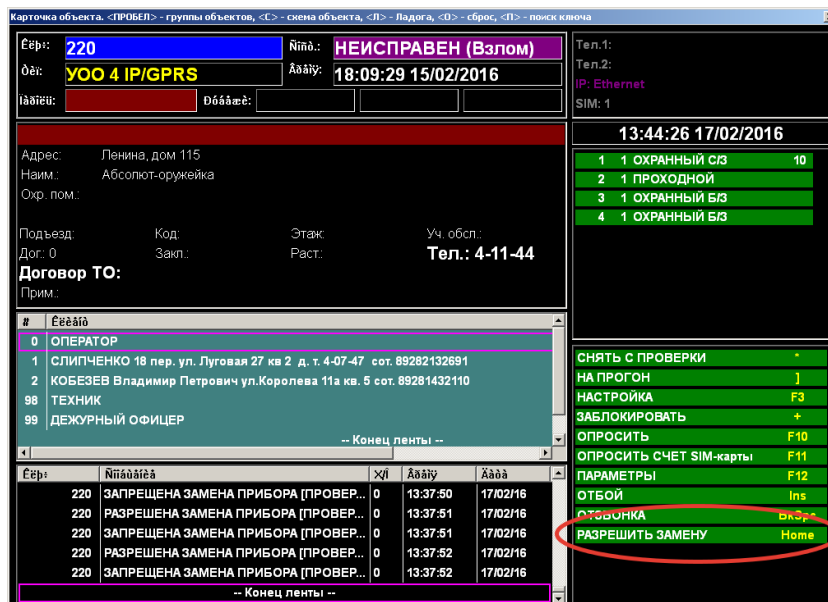 Карточка объекта. <ПРОБЕЛ> - группы объектов, <С> - схема объекта, <Л> - Ладога, <О> - сброс, <П> - поиск ключа
220
НЕИСПРАВЕН (Взлом)
УОО 4 IP/GPRS
Âðåìÿ:
18:09:29 15/02/2016
Тел.1:
Тел.2:
IP: Ethernet
SIM: 1
13:44:26 17/02/2016
Адрес: Ленина, дом 115
Наим.: Абсолют-оружейка
Охр. пом.:
Подъезд: Код: Этаж: Уч. обсл.:
Дог.: 0 Закл.: Раст.: Тел.: 4-11-44
Договор ТО:
Прим.:
1 1 ОХРАННЫЙ С/З 10
2 1 ПРОХОДНОЙ
3 1 ОХРАННЫЙ Б/З
4 1 ОХРАННЫЙ Б/З
#
0 ОПЕРАТОР
1 СЛИПЧЕНКО 18 пер. ул. Луговая 27 кв 2 д. т. 4-07-47 сот. 89282132691
2 КОБЕЗЕВ Владимир Петрович ул.Королева 11а кв. 5 сот. 89281432110
98 ТЕХНИК
99 ДЕЖУРНЫЙ ОФИЦЕР
-- Конец ленты --
СНЯТЬ С ПРОВЕРКИ *
НА ПРОГОН ]
НАСТРОЙКА F3
ЗАБЛОКИРОВАТЬ +
ОПРОСИТЬ F10
ОПРОСИТЬ СЧЕТ SIM-карты F11
ПАРАМЕТРЫ F12
ОТБОЙ Ins
ОТЗВОНКА BkSpc
РАЗРЕШИТЬ ЗАМЕНУ Home
220 ЗАПРЕЩЕНА ЗАМЕНА ПРИБОРА [ПРОВЕР... 0 13:37:50 17/02/16
220 РАЗРЕШЕНА ЗАМЕНА ПРИБОРА [ПРОВЕР... 0 13:37:51 17/02/16
220 ЗАПРЕЩЕНА ЗАМЕНА ПРИБОРА [ПРОВЕР... 0 13:37:51 17/02/16
220 РАЗРЕШЕНА ЗАМЕНА ПРИБОРА [ПРОВЕР... 0 13:37:52 17/02/16
220 ЗАПРЕЩЕНА ЗАМЕНА ПРИБОРА [ПРОВЕР... 0 13:37:52 17/02/16
-- Конец ленты --